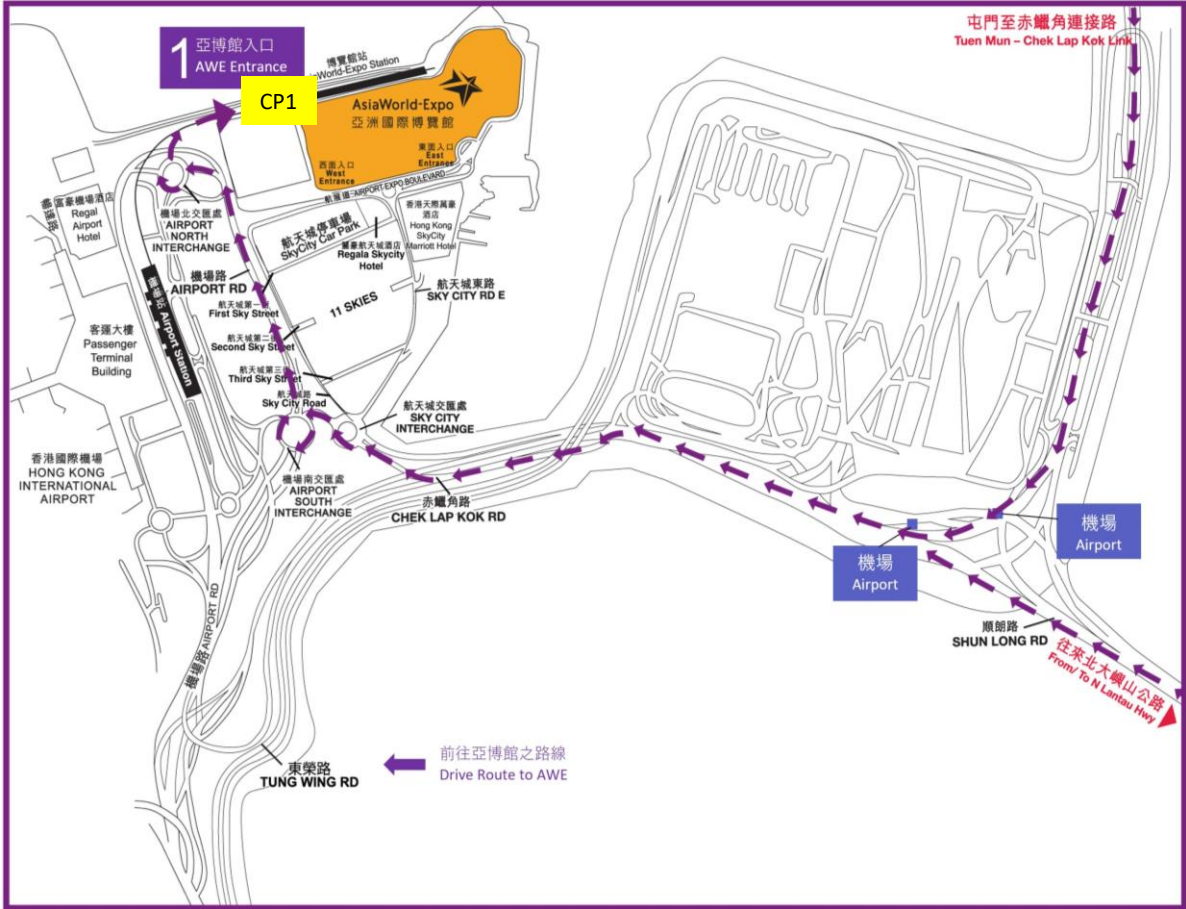 屯門至赤鱲角連接路
Tuen Mun – Chek Lap Kok Link
1
亞博館入口
AWE Entrance
CP1
博覽館站
aWorld-Expo Station
AsiaWorld-Expo
亞洲國際博覽館
東面入口
East
Entrance
西面入口
West
Entrance
航展道 AIRPORT EXPO BOULEVARD
富豪機場酒店
Regal
Airport
Hotel
機場北交匯處
AIRPORT
NORTH
INTERCHANGE
航天城停車場
SkyCity Car Park
麗豪航天城酒店
Regala Skycity
Hotel
香港天際萬豪
酒店
Hong Kong
SkyCity
Marriott Hotel
機場路
AIRPORT RD
航天城東路
SKY CITY RD E
11 SKIES
航天城第一街
First Sky Street
航天城第二街
Second Sky Street
航天城第三街
Third Sky Street
航天城路
Sky City Road
客運大樓
Passenger
Terminal
Building
機場站 Airport Station
航天城交匯處
SKY CITY
INTERCHANGE
香港國際機場
HONG KONG
INTERNATIONAL
AIRPORT
機場南交匯處
AIRPORT
SOUTH
INTERCHANGE
赤鱲角路
CHEK LAP KOK RD
機場
Airport
機場
Airport
順朗路
SHUN LONG RD
往來北大嶼山公路
From/ To N Lantau Hwy
機場路 AIRPORT RD
東榮路
TUNG WING RD
前往亞博館之路線
Drive Route to AWE